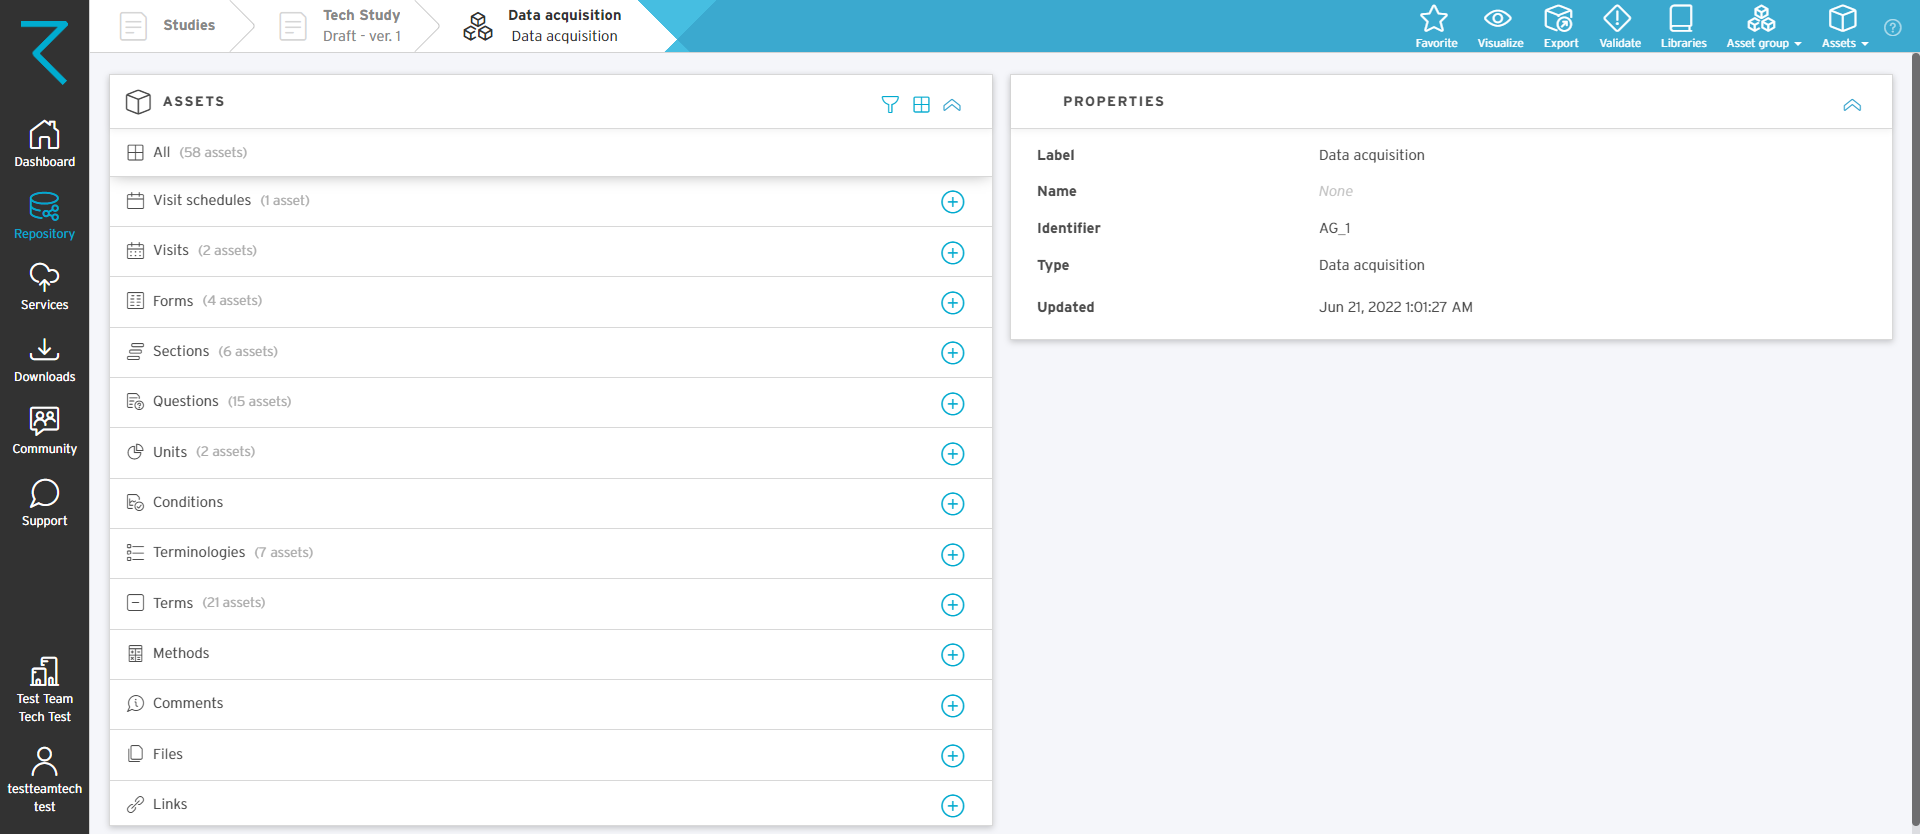 Studies
Tech Study
Draft - ver. 1
Data acquisition
Data acquisition
Favorite
Visualize
Export
Validate
Libraries
Asset group
Assets
?
Dashboard
Repository
Services
Downloads
Community
Support
Test Team
Tech Test
testteamtech
test
ASSETS
All (58 assets)
Visit schedules (1 asset)
Visits (2 assets)
Forms (4 assets)
Sections (6 assets)
Questions (15 assets)
Units (2 assets)
Conditions
Terminologies (7 assets)
Terms (21 assets)
Methods
Comments
Files
Links
PROPERTIES
Label Data acquisition
Name None
Identifier AG_1
Type Data acquisition
Updated Jun 21, 2022 1:01:27 AM